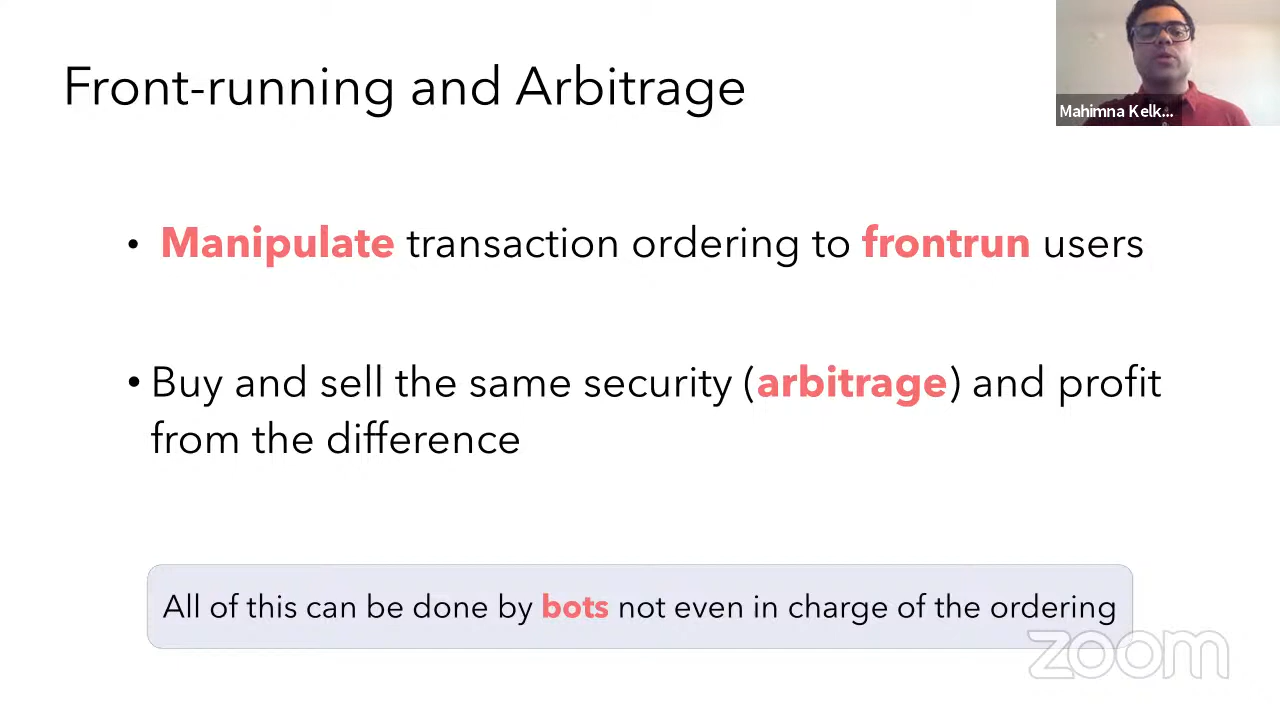 Front-running and Arbitrage
Mahimna Kelk...
• Manipulate transaction ordering to frontrun users
• Buy and sell the same security (arbitrage) and profit
from the difference
All of this can be done by bots not even in charge of the ordering
zoom